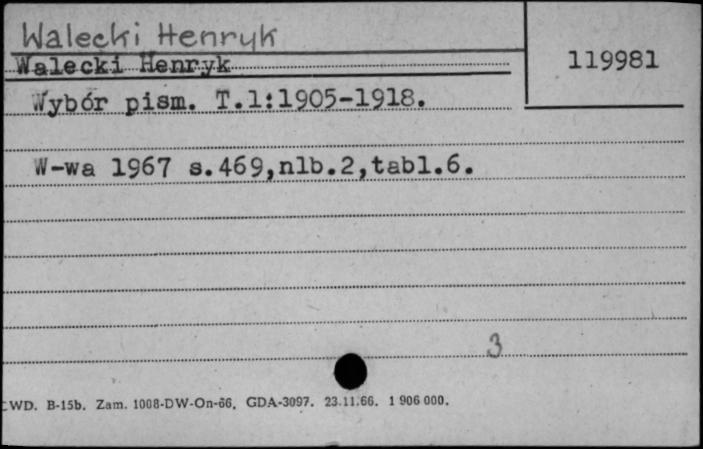 Walecki Henryk
119981
Walecki Henryk
Wybór pism. T.1:1905-1918.
W-wa 1967 s.469,nlb.2,tabl.6.
3
CWD. B-15b. Zam. 1008-DW-On-66. GDA-3097. 23.11.66. 1 906 000.